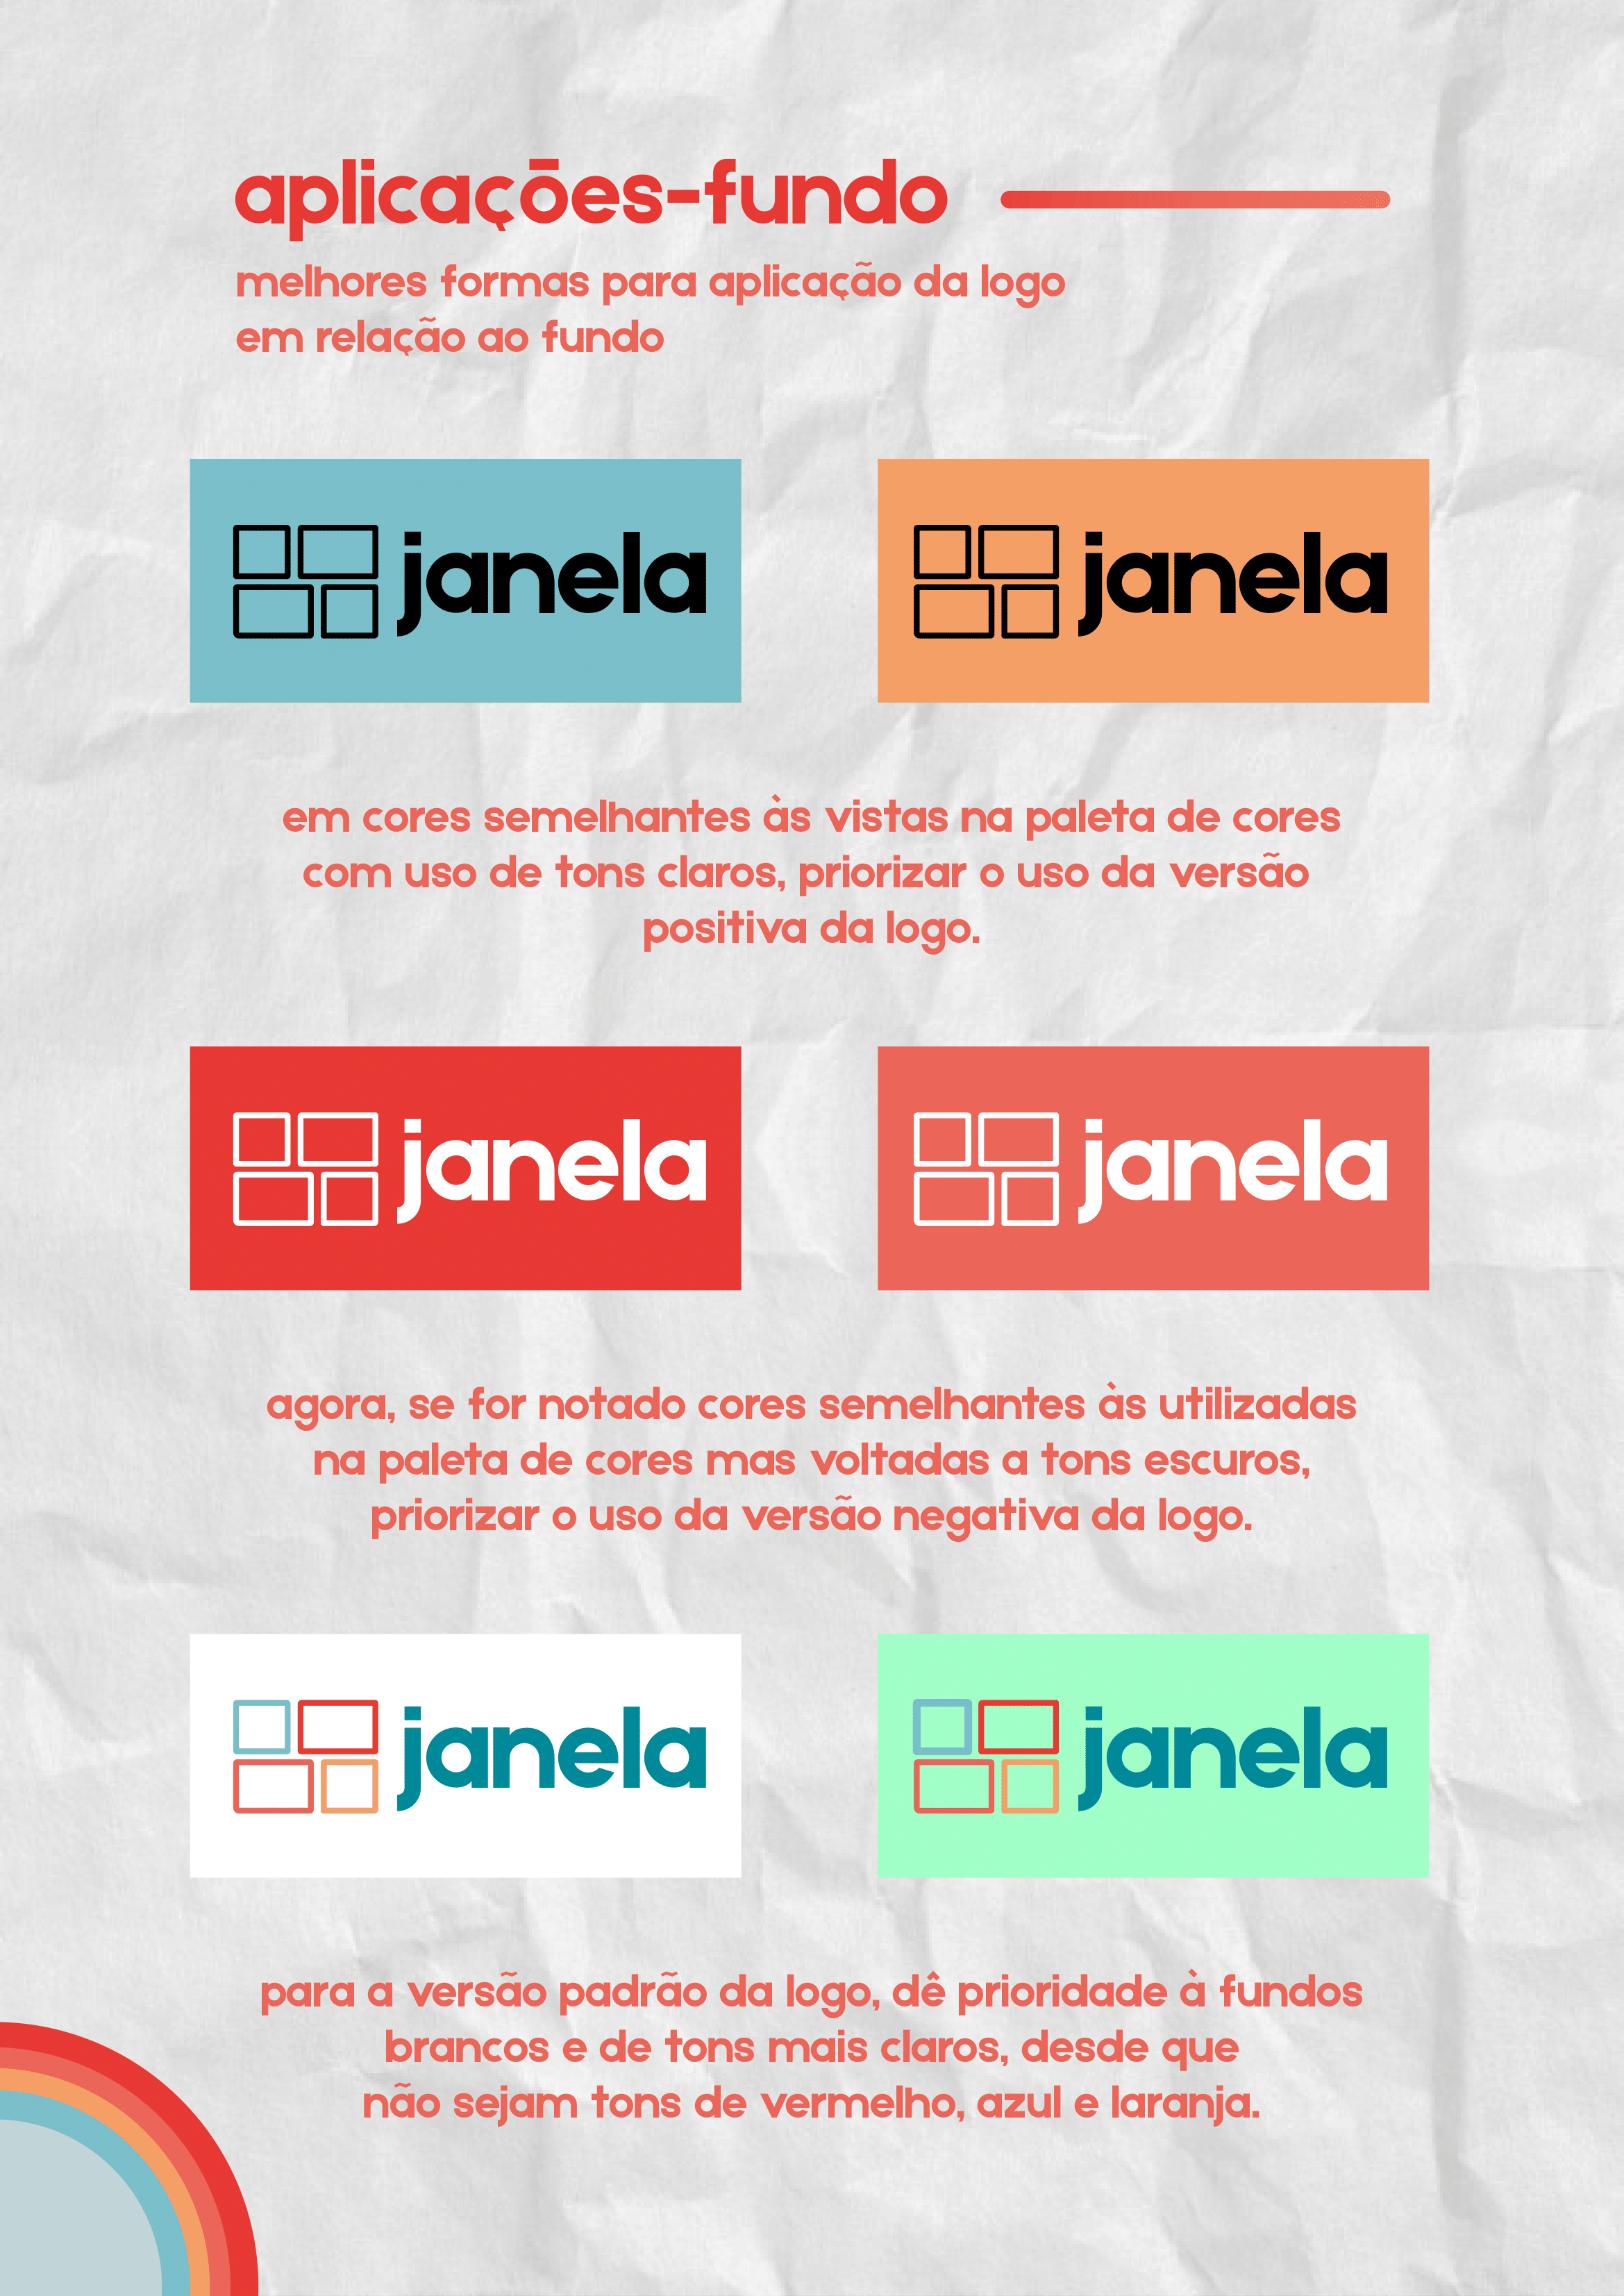 aplicações-fundo
melhores formas para aplicação da logo
em relação ao fundo
janela
janela
em cores semelhantes às vistas na paleta de cores
com uso de tons claros, priorizar o uso da versão
positiva da logo.
janela
janela
agora, se for notado cores semelhantes às utilizadas
na paleta de cores mas voltadas a tons escuros,
priorizar o uso da versão negativa da logo.
janela
janela
para a versão padrão da logo, dê prioridade à fundos
brancos e de tons mais claros, desde que
não sejam tons de vermelho, azul e laranja.